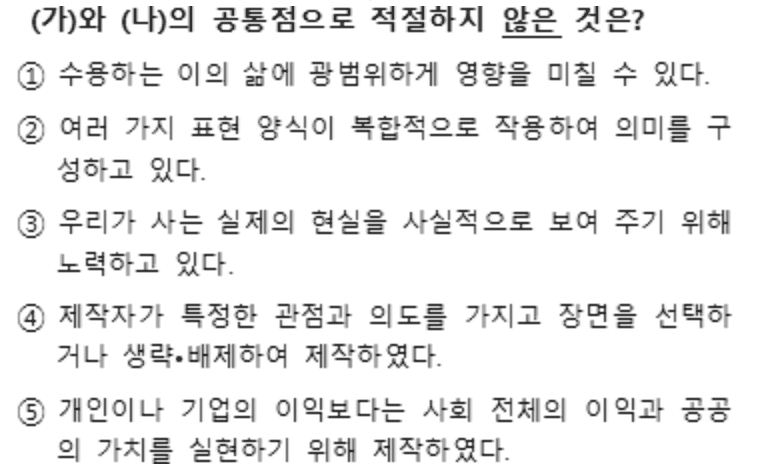 (가)와 (나)의 공통점으로 적절하지 않은 것은?
① 수용하는 이의 삶에 광범위하게 영향을 미칠 수 있다.
② 여러 가지 표현 양식이 복합적으로 작용하여 의미를 구
성하고 있다.
③ 우리가 사는 실제의 현실을 사실적으로 보여 주기 위해
노력하고 있다.
④ 제작자가 특정한 관점과 의도를 가지고 장면을 선택하
거나 생략•배제하여 제작하였다.
⑤ 개인이나 기업의 이익보다는 사회 전체의 이익과 공공
의 가치를 실현하기 위해 제작하였다.